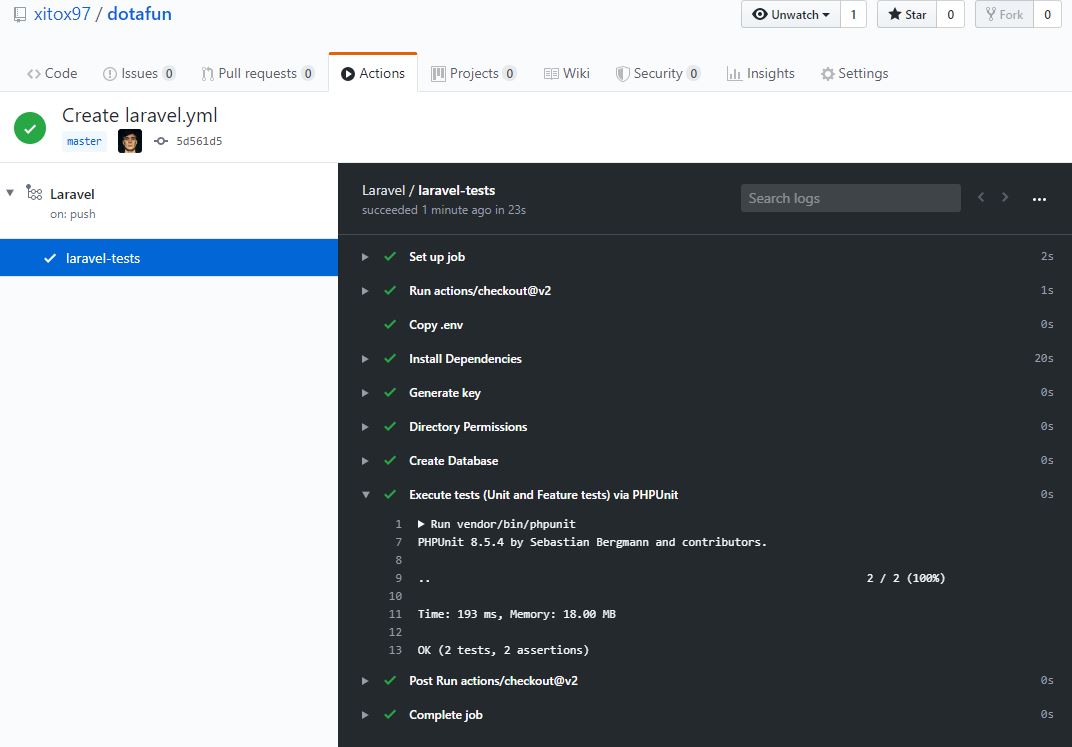 xitox97 / dotafun
Unwatch 1 Star 0 Fork 0
Code Issues 0 Pull requests 0 Actions Projects 0 Wiki Security 0 Insights Settings
Create laravel.yml
master 5d561d5
Laravel
on: push
laravel-tests
Laravel / laravel-tests
succeeded 1 minute ago in 23s
Search logs
Set up job 2s
Run actions/checkout@v2 1s
Copy .env 0s
Install Dependencies 20s
Generate key 0s
Directory Permissions 0s
Create Database 0s
Execute tests (Unit and Feature tests) via PHPUnit 0s
1 Run vendor/bin/phpunit
7 PHPUnit 8.5.4 by Sebastian Bergmann and contributors.
8
9 .. 2 / 2 (100%)
10
11 Time: 193 ms, Memory: 18.00 MB
12
13 OK (2 tests, 2 assertions)
Post Run actions/checkout@v2 0s
Complete job 0s